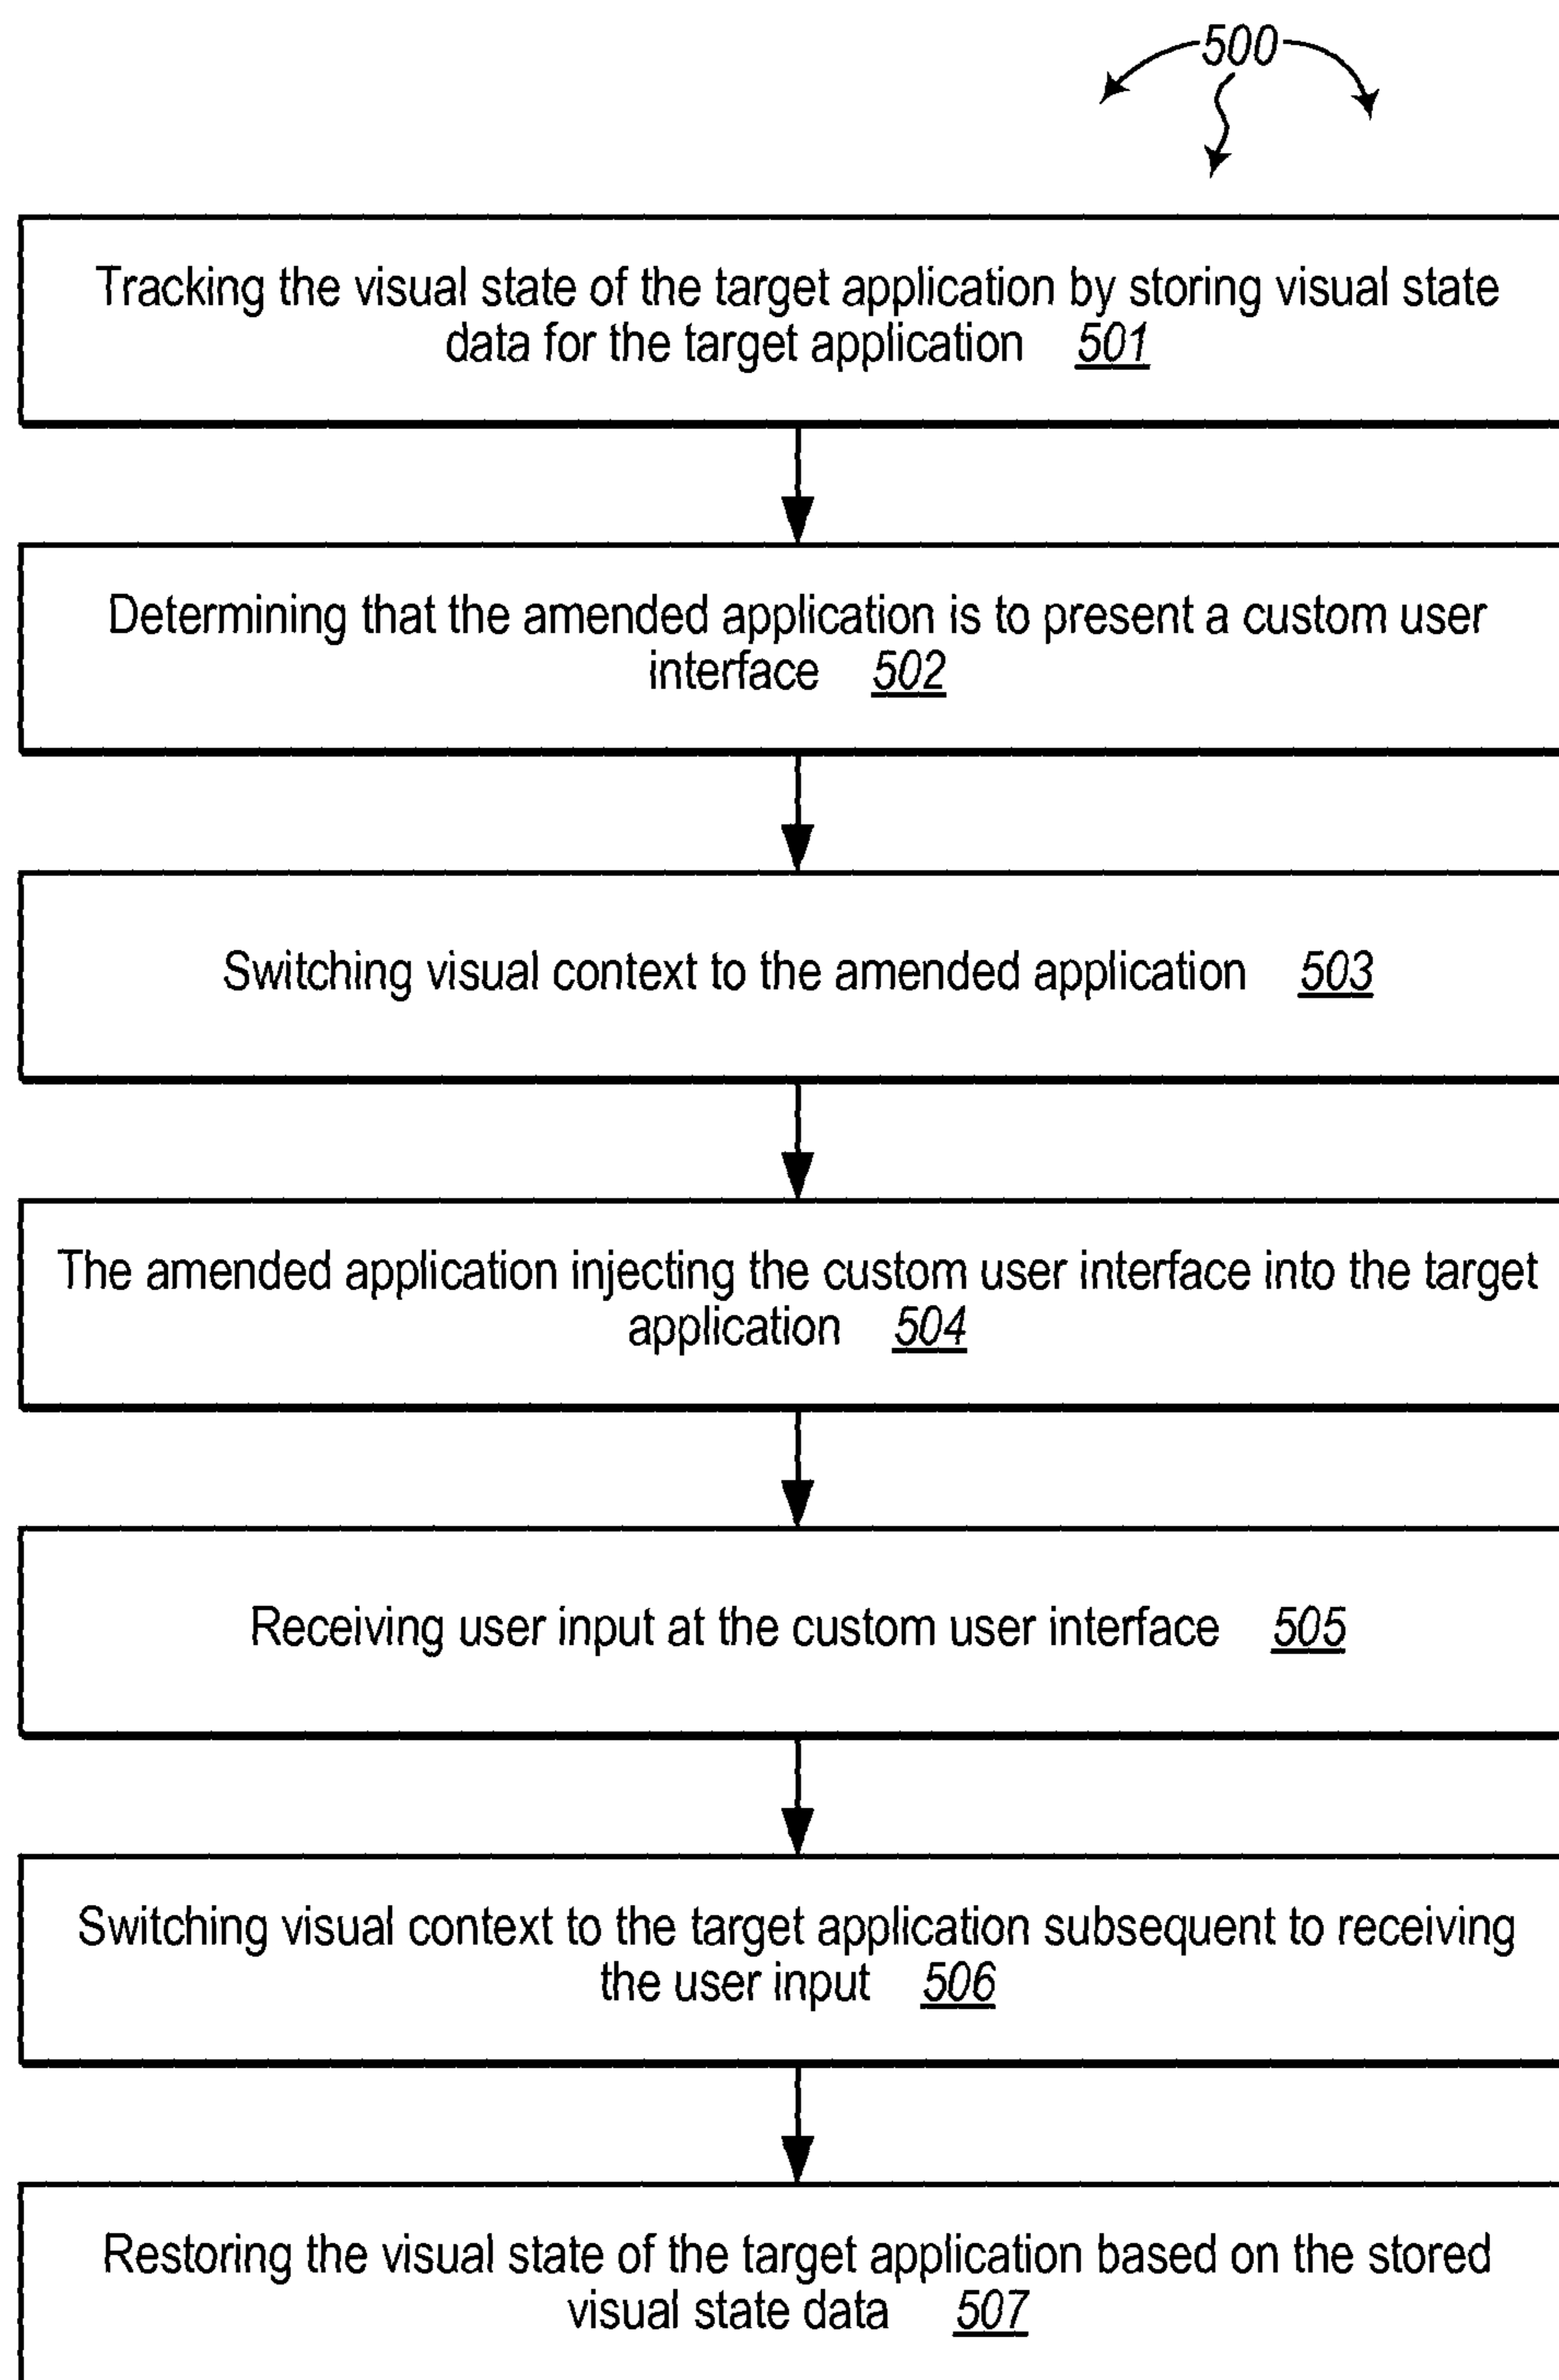 500
Tracking the visual state of the target application by storing visual state
data for the target application 501
Determining that the amended application is to present a custom user
interface 502
Switching visual context to the amended application 503
The amended application injecting the custom user interface into the target
application 504
Receiving user input at the custom user interface 505
Switching visual context to the target application subsequent to receiving
the user input 506
Restoring the visual state of the target application based on the stored
visual state data 507